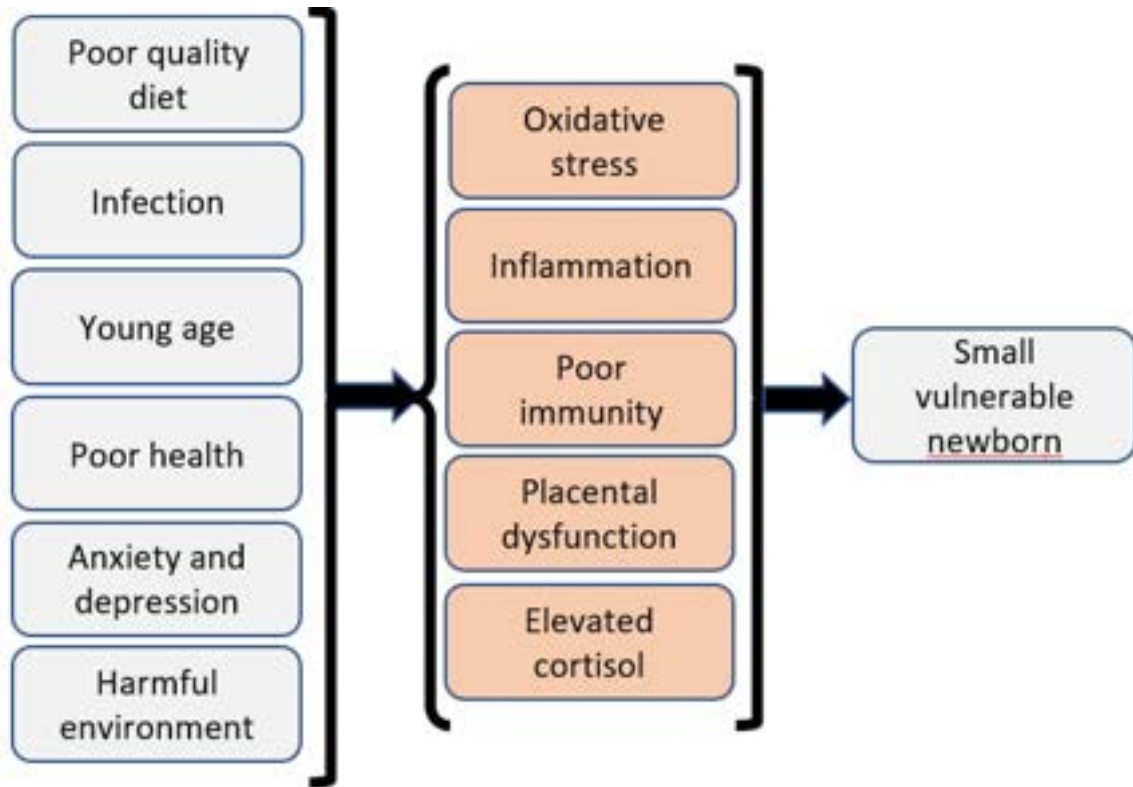 Poor quality
diet
Infection
Young age
Poor health
Anxiety and
depression
Harmful
environment
Oxidative
stress
Inflammation
Poor
immunity
Placental
dysfunction
Elevated
cortisol
Small
vulnerable
newborn